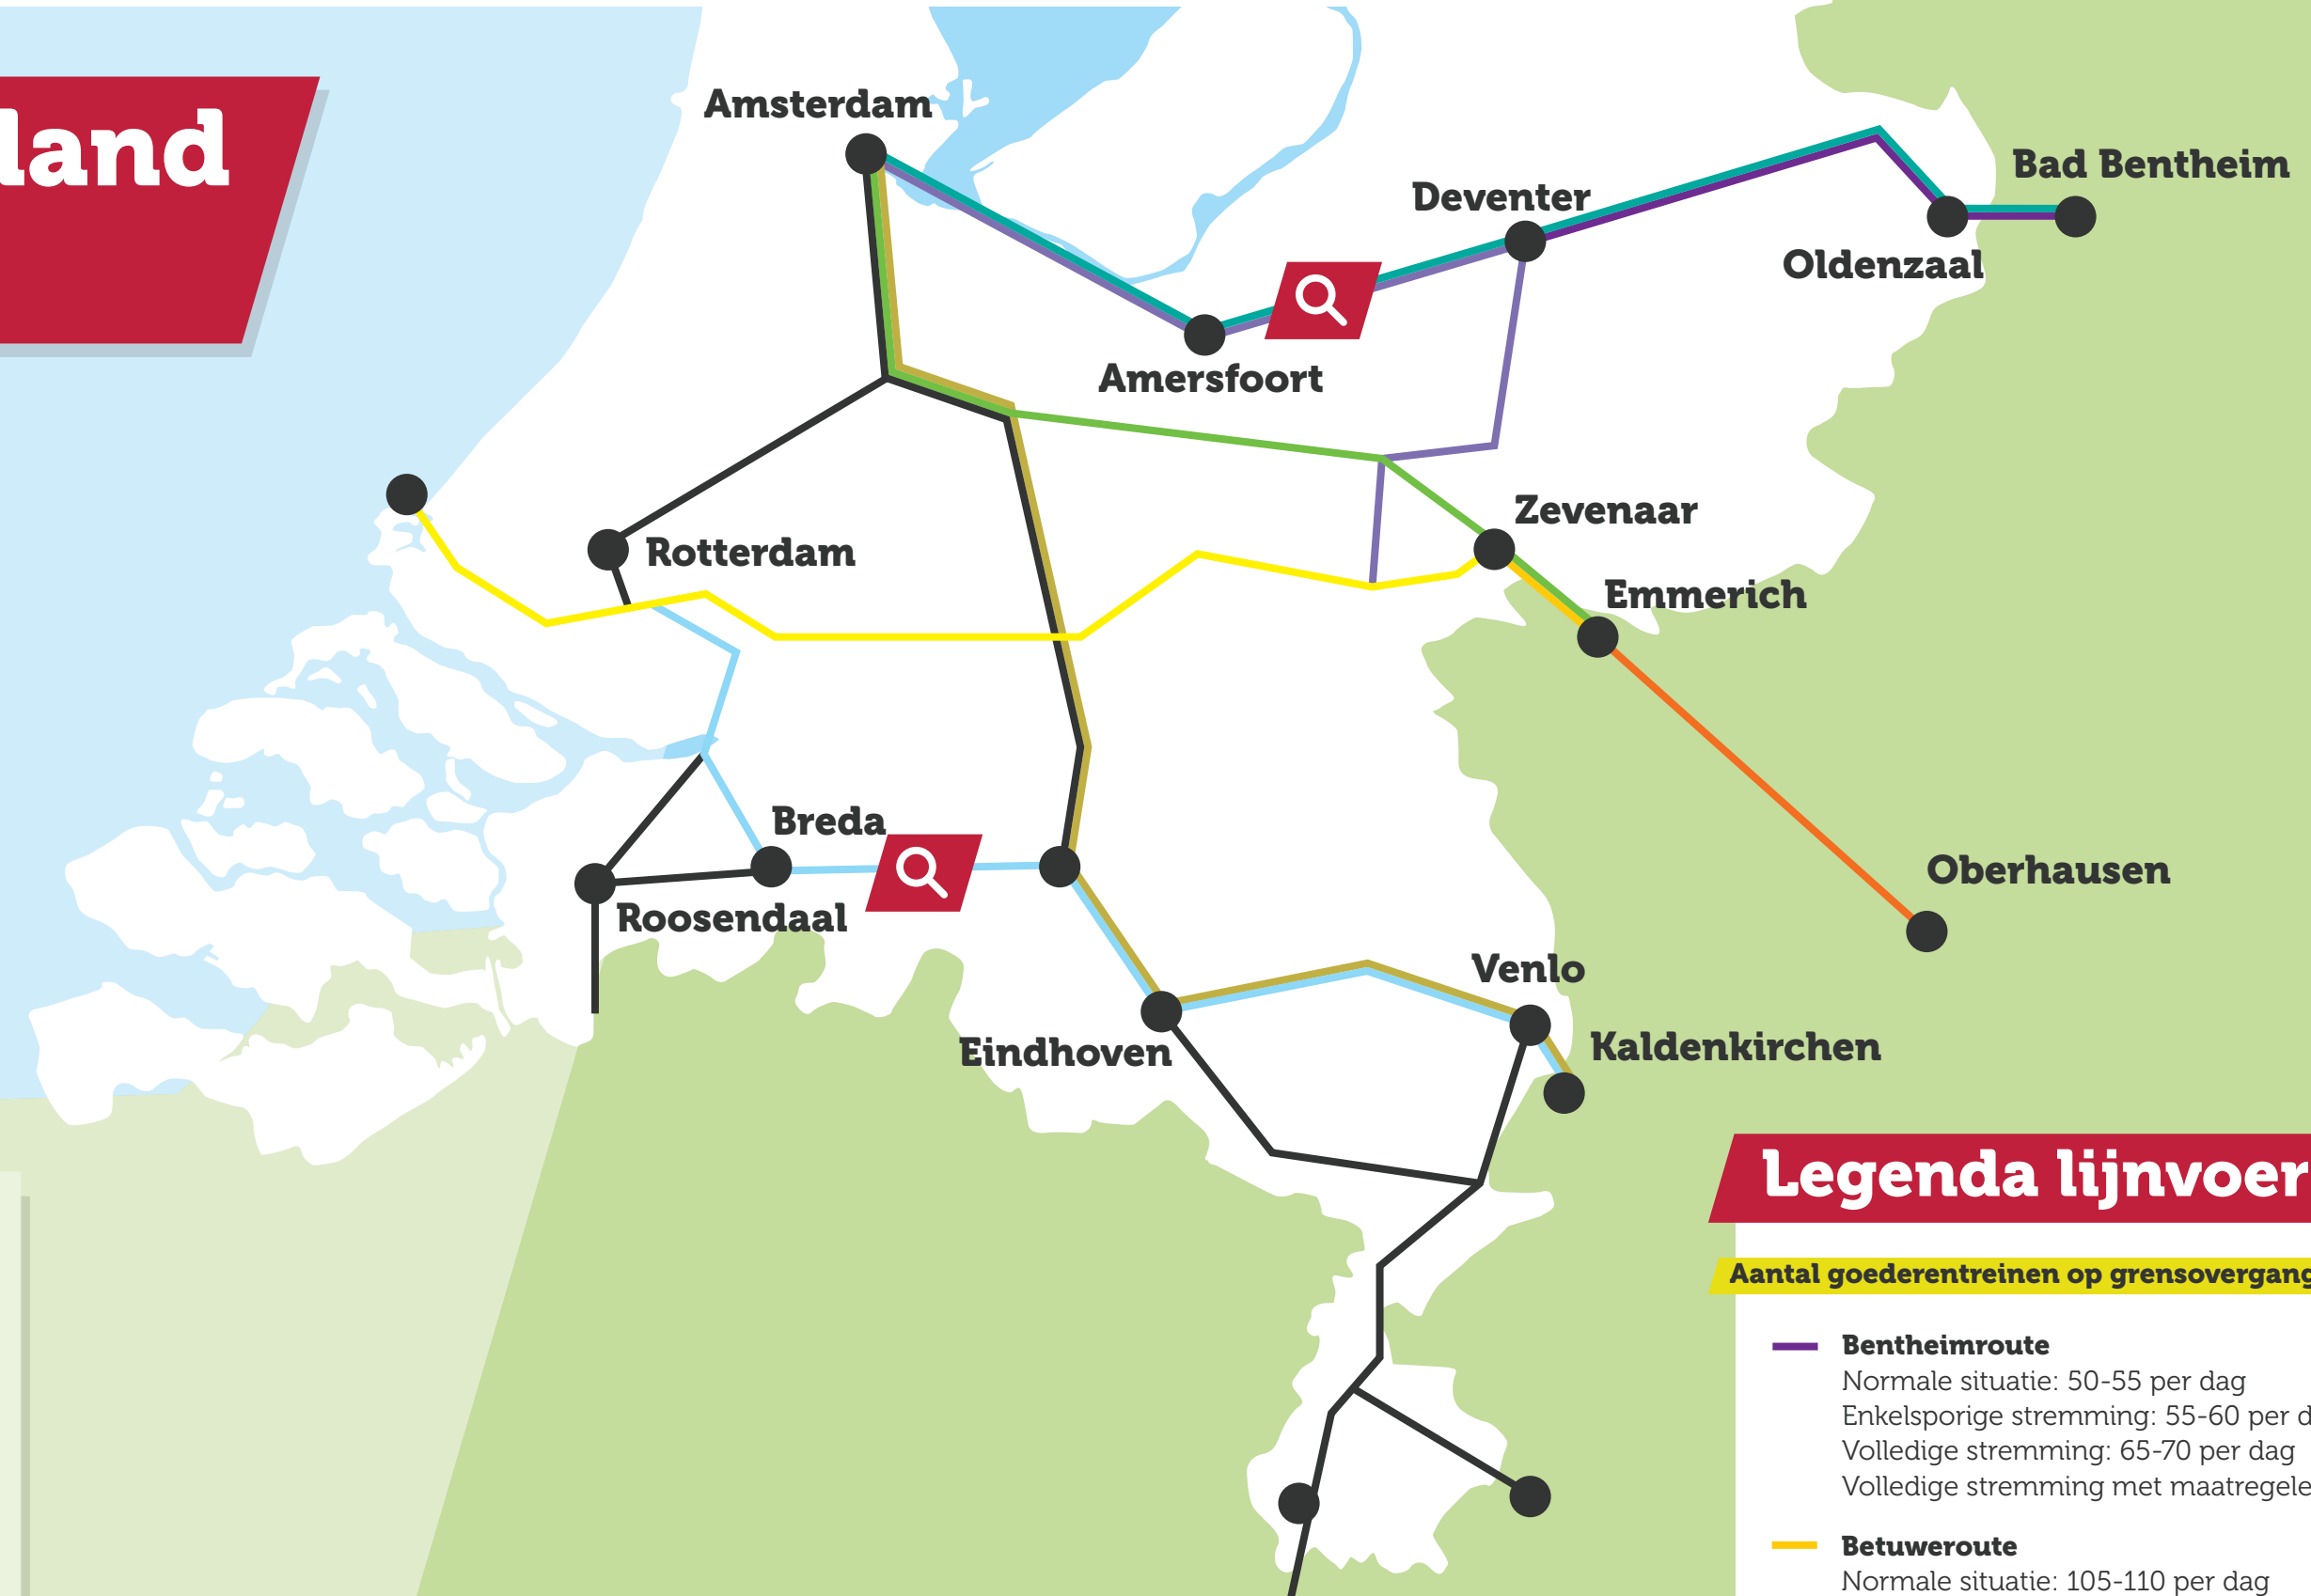 land
Amsterdam
Bad Bentheim
Deventer
Oldenzaal
Amersfoort
Zevenaar
Rotterdam
Emmerich
Breda
Oberhausen
Roosendaal
Venlo
Eindhoven
Kaldenkirchen
Legenda lijnvoer
Aantal goederentreinen op grensovergang
Bentheimroute
Normale situatie: 50-55 per dag
Enkelsporige stremming: 55-60 per d
Volledige stremming: 65-70 per dag
Volledige stremming met maatregele
Betuweroute
Normale situatie: 105-110 per dag